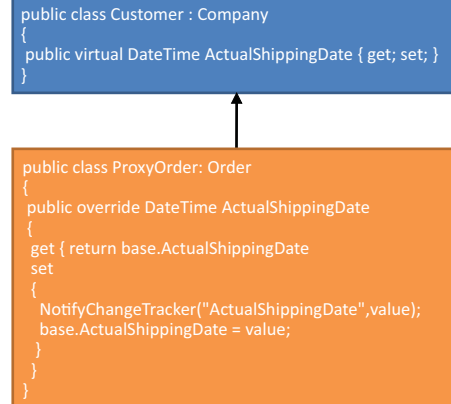 public class Customer : Company
{
public virtual DateTime ActualShippingDate { get; set; }
}
public class ProxyOrder: Order
{
public override DateTime ActualShippingDate
{
get { return base.ActualShippingDate
set
{
NotifyChangeTracker("ActualShippingDate",value);
base.ActualShippingDate = value;
}
}
}